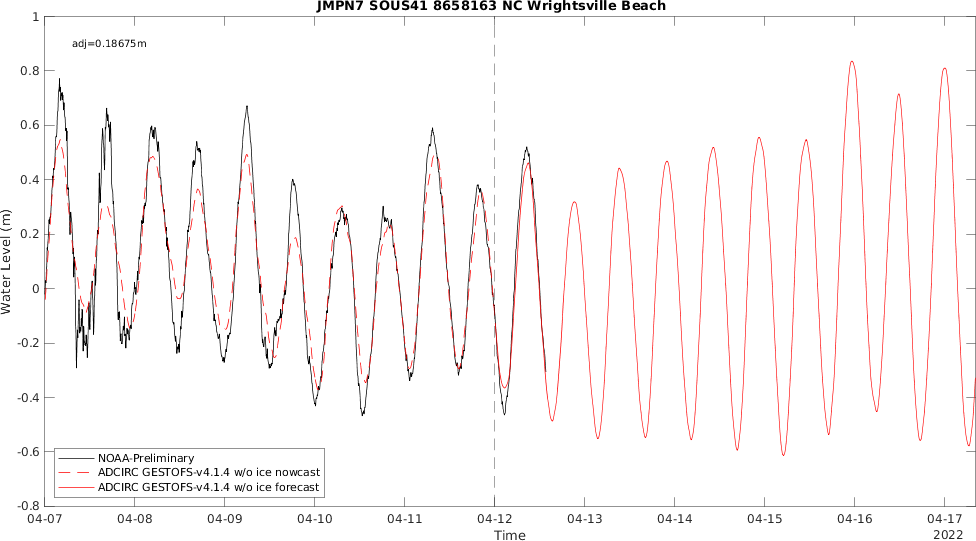 JMPN7 SOUS41 8658163 NC Wrightsville Beach
adj=0.18675m
1
0.8
0.6
0.4
0.2
0
-0.2
-0.4
-0.6
-0.8
Water Level (m)
NOAA-Preliminary
ADCIRC GESTOFS-v4.1.4 w/o ice nowcast
ADCIRC GESTOFS-v4.1.4 w/o ice forecast
04-07 04-08 04-09 04-10 04-11 04-12 04-13 04-14 04-15 04-16 04-17
Time 2022